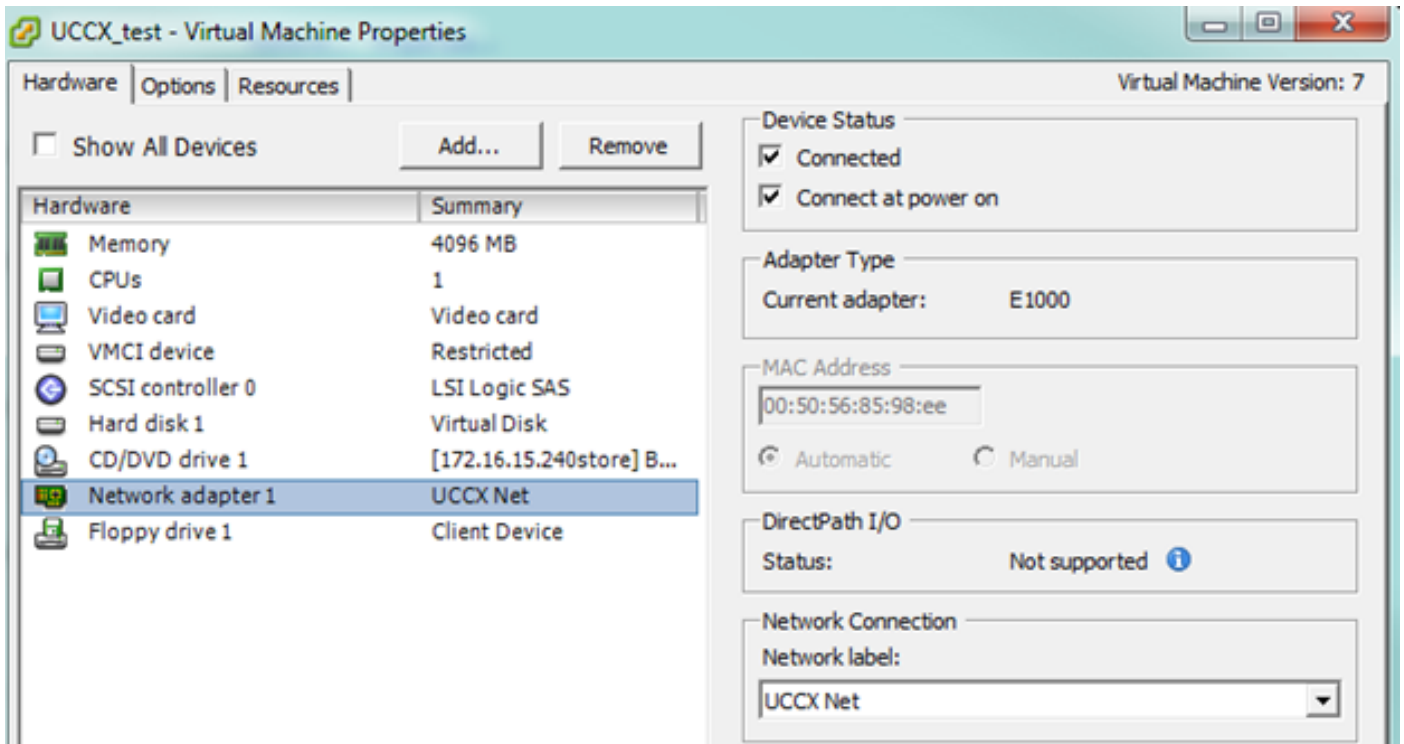 UCCX_test - Virtual Machine Properties
Hardware Options Resources Virtual Machine Version: 7
Show All Devices Add... Remove
Hardware Summary
Memory 4096 MB
CPUs 1
Video card Video card
VMCI device Restricted
SCSI controller 0 LSI Logic SAS
Hard disk 1 Virtual Disk
CD/DVD drive 1 [172.16.15.240store] B...
Network adapter 1 UCCX Net
Floppy drive 1 Client Device
Device Status
Connected
Connect at power on
Adapter Type
Current adapter: E1000
MAC Address
00:50:56:85:98:ee
Automatic Manual
DirectPath I/O
Status: Not supported
Network Connection
Network label:
UCCX Net